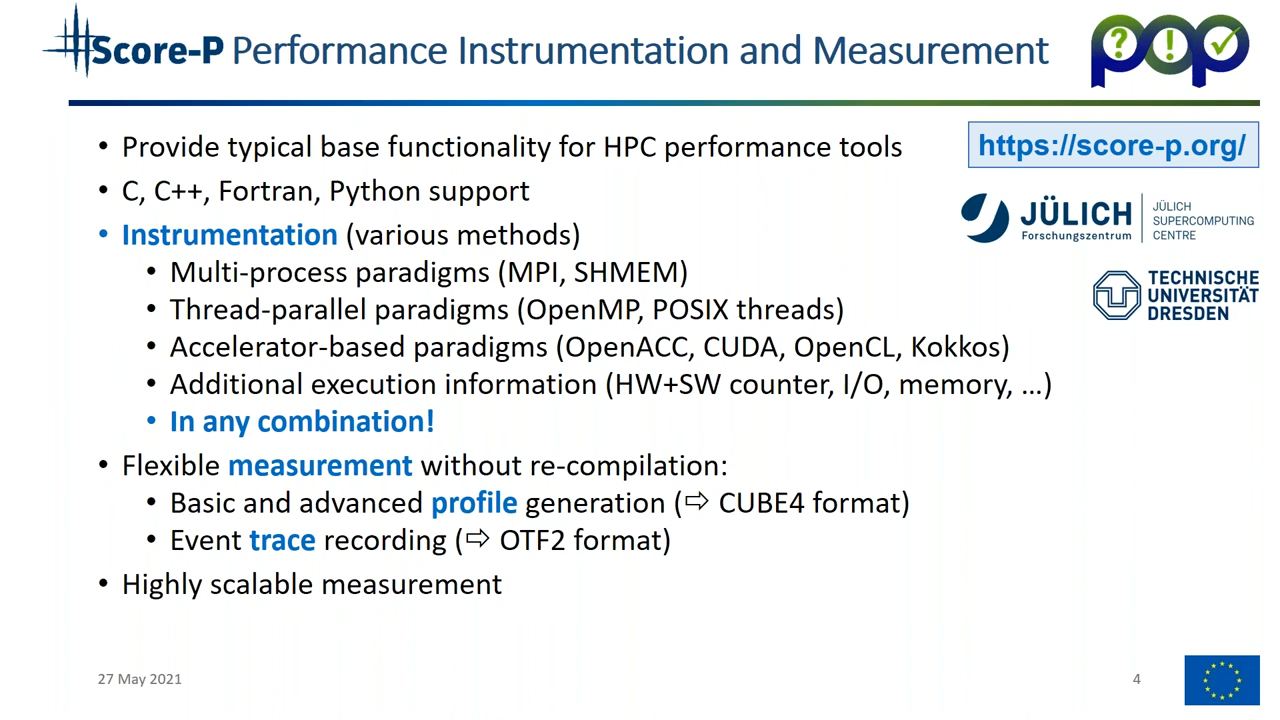 Score-P Performance Instrumentation and Measurement
pop
? ! ✓
• Provide typical base functionality for HPC performance tools
https://score-p.org/
• C, C++, Fortran, Python support
• Instrumentation (various methods)
JÜLICH
Forschungszentrum
JÜLICH
SUPERCOMPUTING
CENTRE
• Multi-process paradigms (MPI, SHMEM)
• Thread-parallel paradigms (OpenMP, POSIX threads)
TECHNISCHE
UNIVERSITÄT
DRESDEN
• Accelerator-based paradigms (OpenACC, CUDA, OpenCL, Kokkos)
• Additional execution information (HW+SW counter, I/O, memory, …)
• In any combination!
• Flexible measurement without re-compilation:
• Basic and advanced profile generation (⇨ CUBE4 format)
• Event trace recording (⇨ OTF2 format)
• Highly scalable measurement
27 May 2021
4